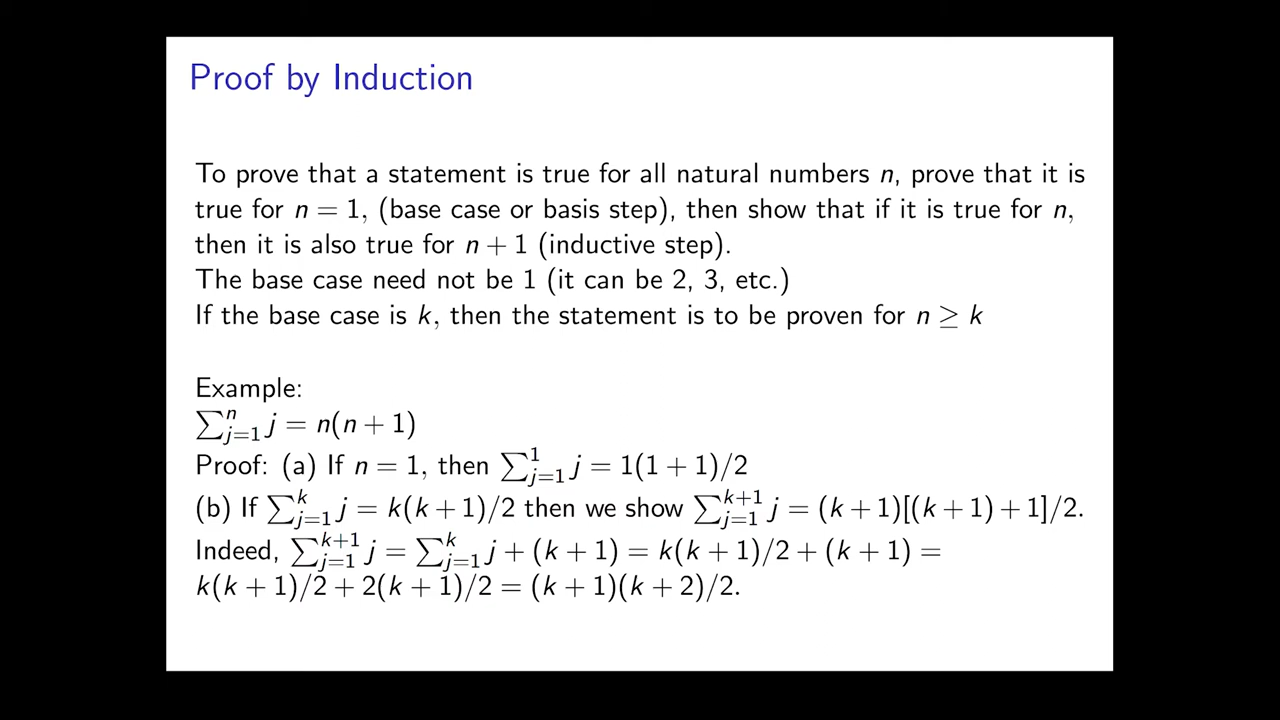 Proof by Induction
To prove that a statement is true for all natural numbers n, prove that it is
true for n = 1, (base case or basis step), then show that if it is true for n,
then it is also true for n + 1 (inductive step).
The base case need not be 1 (it can be 2, 3, etc.)
If the base case is k, then the statement is to be proven for n ≥ k
Example:
∑_{j=1}^{n} j = n(n + 1)
Proof: (a) If n = 1, then ∑_{j=1}^{1} j = 1(1 + 1)/2
(b) If ∑_{j=1}^{k} j = k(k + 1)/2 then we show ∑_{j=1}^{k+1} j = (k + 1)[(k + 1) + 1]/2.
Indeed, ∑_{j=1}^{k+1} j = ∑_{j=1}^{k} j + (k + 1) = k(k + 1)/2 + (k + 1) =
k(k + 1)/2 + 2(k + 1)/2 = (k + 1)(k + 2)/2.